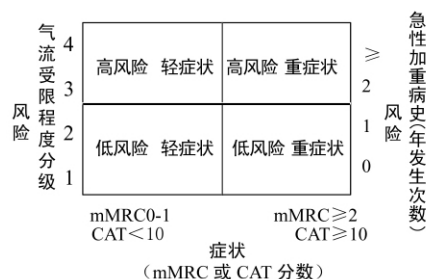 风险
气流受限程度分级
4
3
2
1
高风险 轻症状
高风险 重症状
低风险 轻症状
低风险 重症状
≥
2
1
0
风险
急性加重病史(年发生次数)
mMRC0-1
CAT<10
mMRC≥2
CAT≥10
症状
(mMRC 或 CAT 分数)